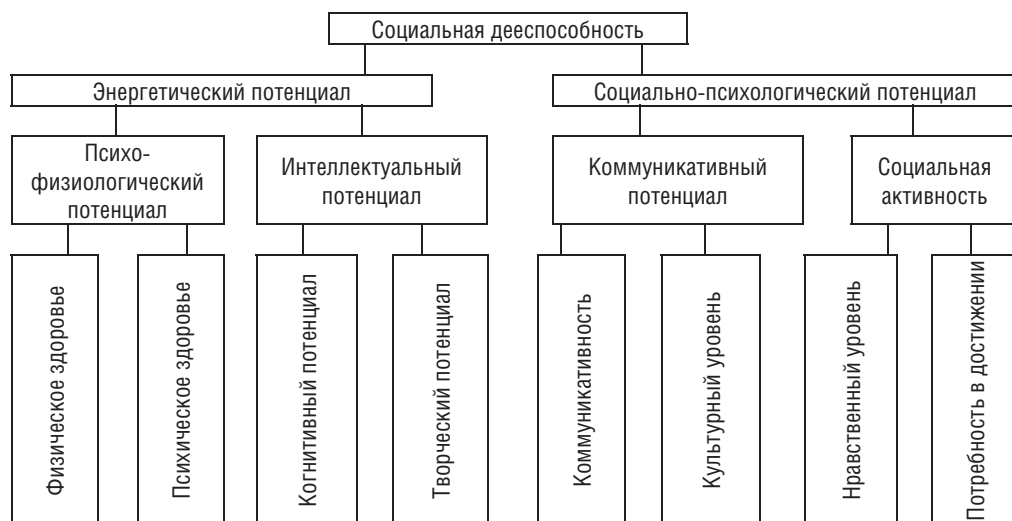 Социальная дееспособность
Энергетический потенциал
Социально-психологический потенциал
Психо-
физиологический
потенциал
Интеллектуальный
потенциал
Коммуникативный
потенциал
Социальная
активность
Физическое здоровье
Психическое здоровье
Когнитивный потенциал
Творческий потенциал
Коммуникативность
Культурный уровень
Нравственный уровень
Потребность в достижении